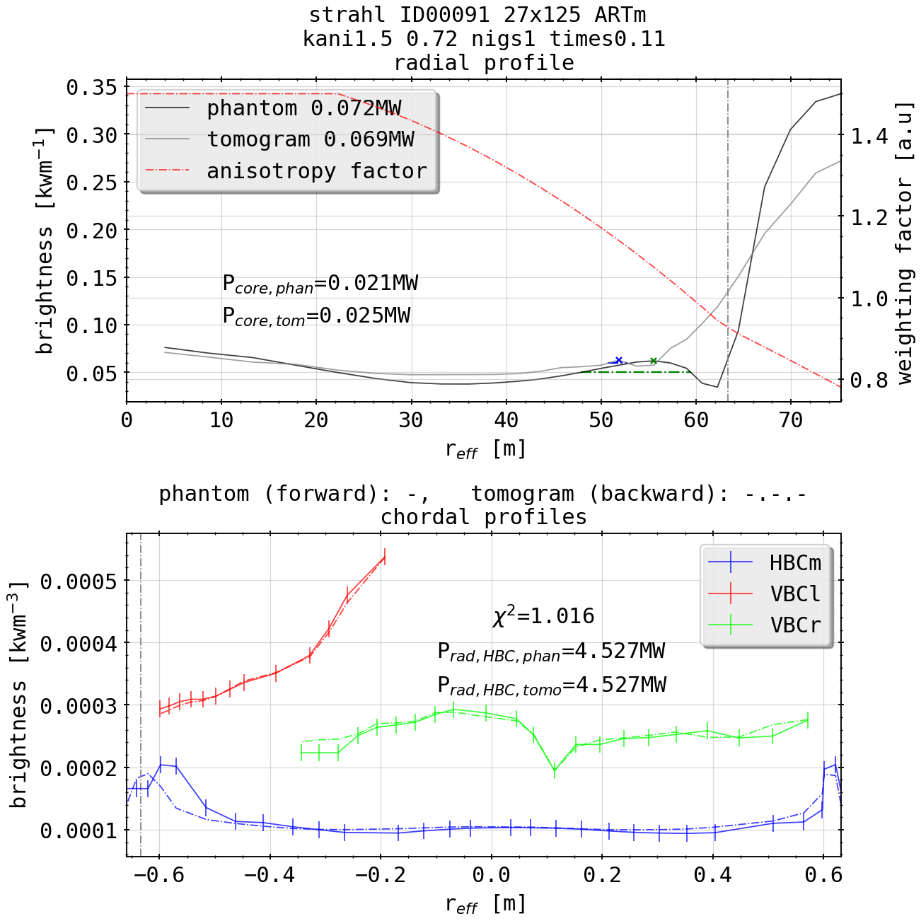 strahl ID00091 27x125 ARTm
kani1.5 0.72 nigs1 times0.11
radial profile
0.35
0.30
0.25
0.20
0.15
0.10
0.05
brightness [kwm⁻¹]
phantom 0.072MW
tomogram 0.069MW
anisotropy factor
P_core,phan=0.021MW
P_core,tom=0.025MW
1.4
1.2
1.0
0.8
weighting factor [a.u]
0 10 20 30 40 50 60 70
r_eff [m]
phantom (forward): -,   tomogram (backward): -.-.-
chordal profiles
0.0005
0.0004
0.0003
0.0002
0.0001
brightness [kwm⁻³]
HBCm
VBCl
VBCr
χ²=1.016
P_rad,HBC,phan=4.527MW
P_rad,HBC,tomo=4.527MW
−0.6 −0.4 −0.2 0.0 0.2 0.4 0.6
r_eff [m]